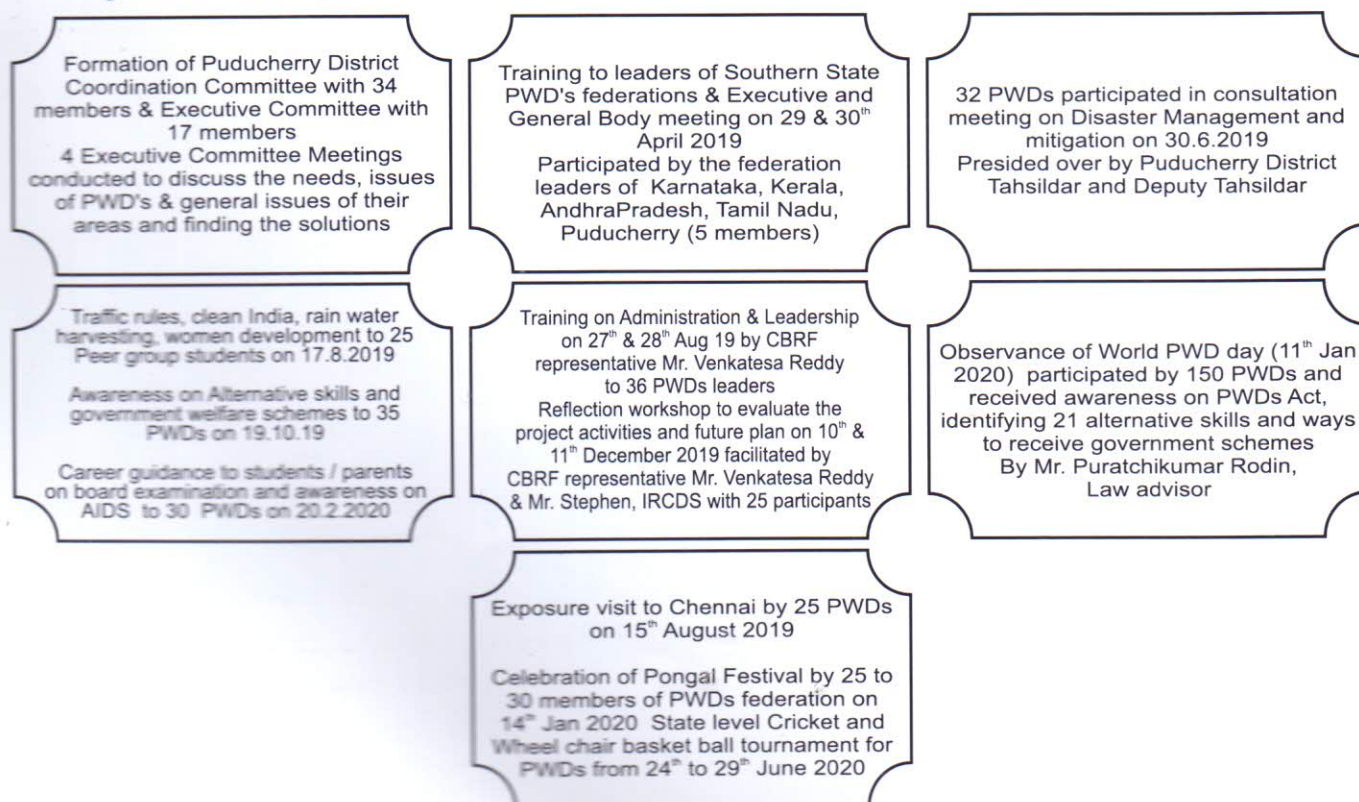 Formation of Puducherry District
Coordination Committee with 34
members & Executive Committee with
17 members
4 Executive Committee Meetings
conducted to discuss the needs, issues
of PWD's & general issues of their
areas and finding the solutions
Training to leaders of Southern State
PWD's federations & Executive and
General Body meeting on 29 & 30th
April 2019
Participated by the federation
leaders of Karnataka, Kerala,
AndhraPradesh, Tamil Nadu,
Puducherry (5 members)
32 PWDs participated in consultation
meeting on Disaster Management and
mitigation on 30.6.2019
Presided over by Puducherry District
Tahsildar and Deputy Tahsildar
Traffic rules, clean India, rain water
harvesting, women development to 25
Peer group students on 17.8.2019
Awareness on Alternative skills and
government welfare schemes to 35
PWDs on 19.10.19
Career guidance to students / parents
on board examination and awareness on
AIDS to 30 PWDs on 20.2.2020
Training on Administration & Leadership
on 27th & 28th Aug 19 by CBRF
representative Mr. Venkatesa Reddy
to 36 PWDs leaders
Reflection workshop to evaluate the
project activities and future plan on 10th &
11th December 2019 facilitated by
CBRF representative Mr. Venkatesa Reddy
& Mr. Stephen, IRCDS with 25 participants
Observance of World PWD day (11th Jan
2020) participated by 150 PWDs and
received awareness on PWDs Act,
identifying 21 alternative skills and ways
to receive government schemes
By Mr. Puratchikumar Rodin,
Law advisor
Exposure visit to Chennai by 25 PWDs
on 15th August 2019
Celebration of Pongal Festival by 25 to
30 members of PWDs federation on
14th Jan 2020 State level Cricket and
Wheel chair basket ball tournament for
PWDs from 24th to 29th June 2020